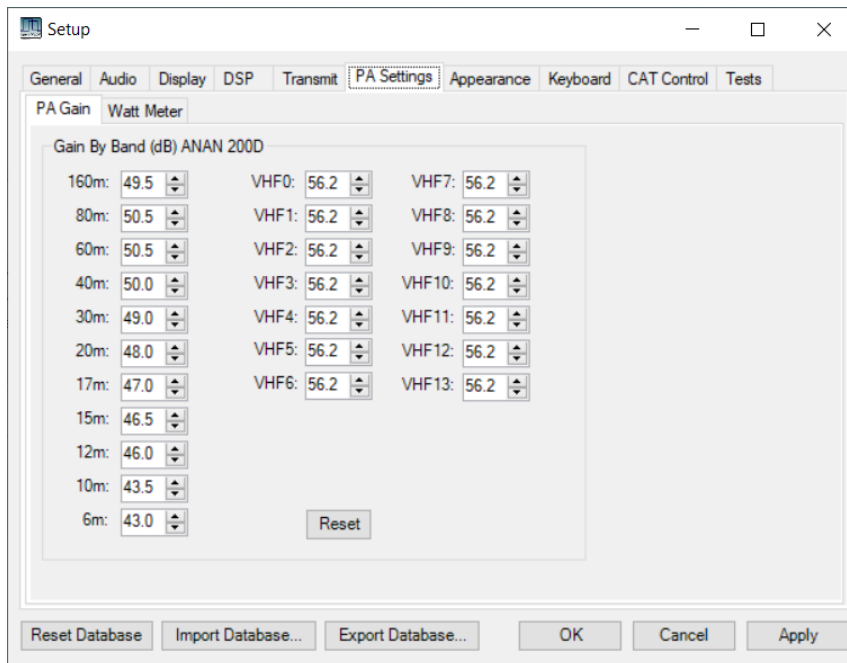 Setup
General Audio Display DSP Transmit PA Settings Appearance Keyboard CAT Control Tests
PA Gain Watt Meter
Gain By Band (dB) ANAN 200D
160m: 49.5 VHF0: 56.2 VHF7: 56.2
80m: 50.5 VHF1: 56.2 VHF8: 56.2
60m: 50.5 VHF2: 56.2 VHF9: 56.2
40m: 50.0 VHF3: 56.2 VHF10: 56.2
30m: 49.0 VHF4: 56.2 VHF11: 56.2
20m: 48.0 VHF5: 56.2 VHF12: 56.2
17m: 47.0 VHF6: 56.2 VHF13: 56.2
15m: 46.5
12m: 46.0
10m: 43.5
6m: 43.0 Reset
Reset Database Import Database... Export Database... OK Cancel Apply